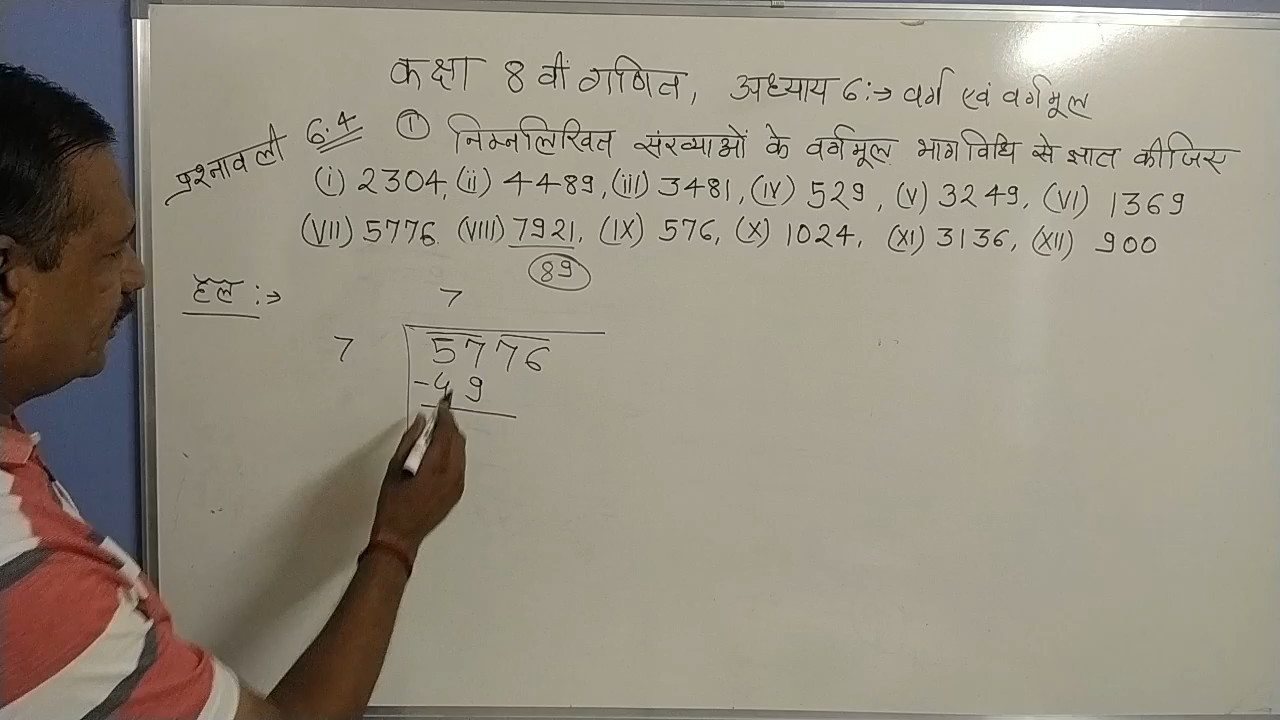 कक्षा 8 वीं गणित, अध्याय 6:→ वर्ग एवं वर्गमूल
प्रश्नावली 6.4 ① निम्नलिखित संख्याओं के वर्गमूल भागविधि से ज्ञात कीजिए
(i) 2304, (ii) 4489, (iii) 3481, (iv) 529, (v) 3249, (VI) 1369
(VII) 5776 (VIII) 7921, (IX) 576, (X) 1024, (XI) 3136, (XII) 900
89
हल :→ 7
7 5776
-49